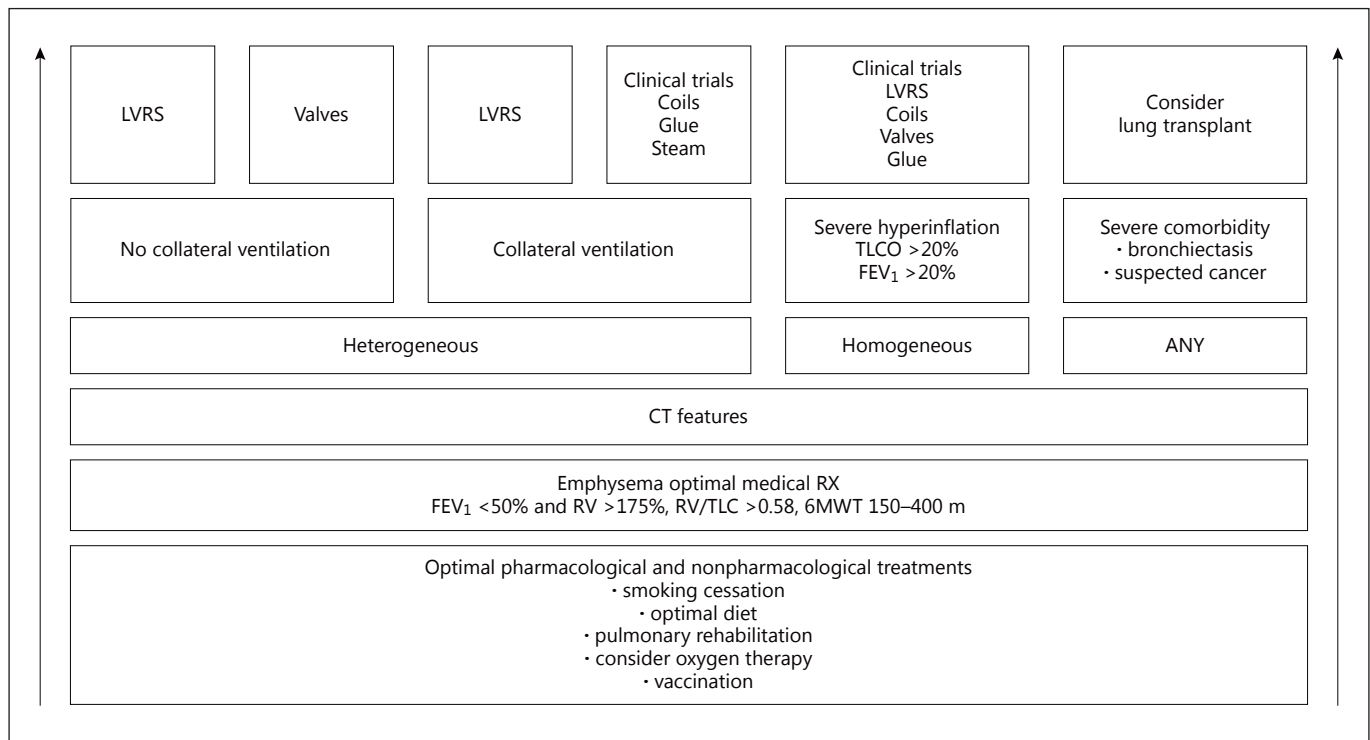 LVRS
Valves
LVRS
Clinical trials
Coils
Glue
Steam
Clinical trials
LVRS
Coils
Valves
Glue
Consider
lung transplant
No collateral ventilation
Collateral ventilation
Severe hyperinflation
TLCO >20%
FEV1 >20%
Severe comorbidity
· bronchiectasis
· suspected cancer
Heterogeneous
Homogeneous
ANY
CT features
Emphysema optimal medical RX
FEV1 <50% and RV >175%, RV/TLC >0.58, 6MWT 150–400 m
Optimal pharmacological and nonpharmacological treatments
· smoking cessation
· optimal diet
· pulmonary rehabilitation
· consider oxygen therapy
· vaccination